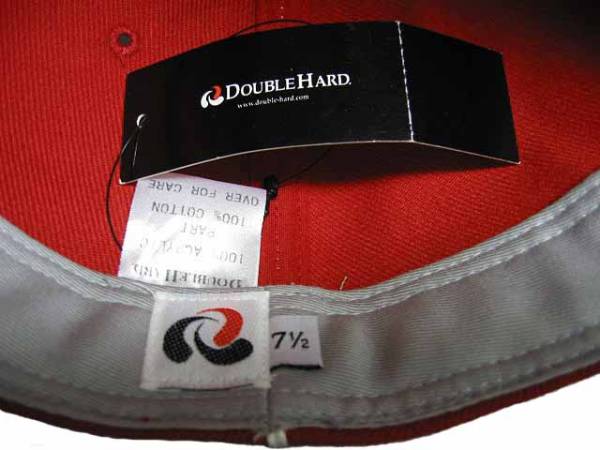 DOUBLEHARD.
www.double-hard.com
DOUBLEHARD
100% ACRYLIC
PART
100% COTTON
OVER FOR CARE
7½